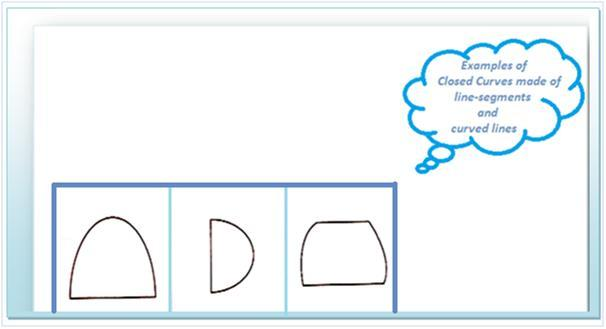 Examples of
Closed Curves made of
line-segments
and
curved lines